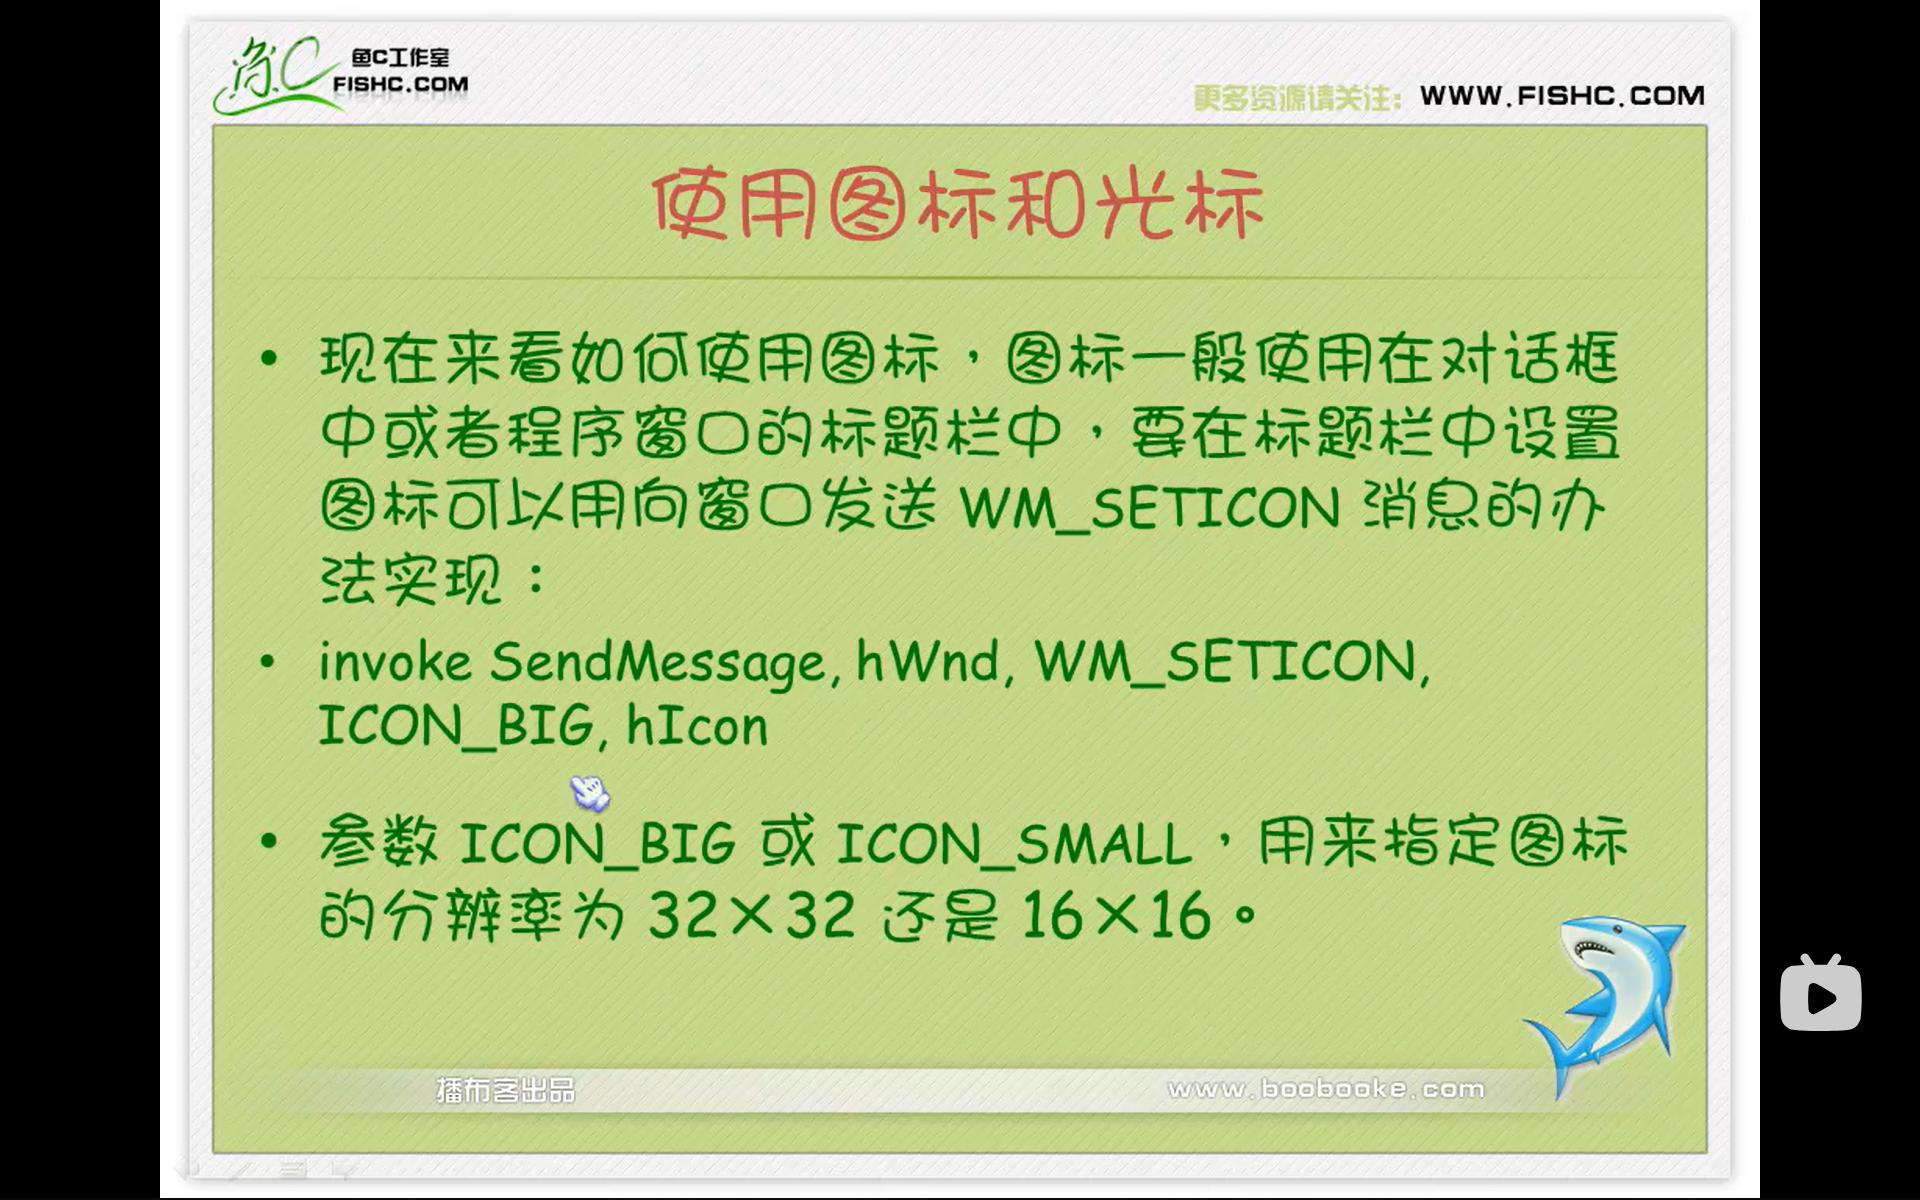 鱼C工作室
FISHC.COM
更多资源请关注： WWW.FISHC.COM
使用图标和光标
• 现在来看如何使用图标，图标一般使用在对话框
中或者程序窗口的标题栏中，要在标题栏中设置
图标可以用向窗口发送 WM_SETICON 消息的办
法实现：
• invoke SendMessage, hWnd, WM_SETICON,
ICON_BIG, hIcon
• 参数 ICON_BIG 或 ICON_SMALL，用来指定图标
的分辨率为 32×32 还是 16×16。
播布客出品 www.boobooke.com